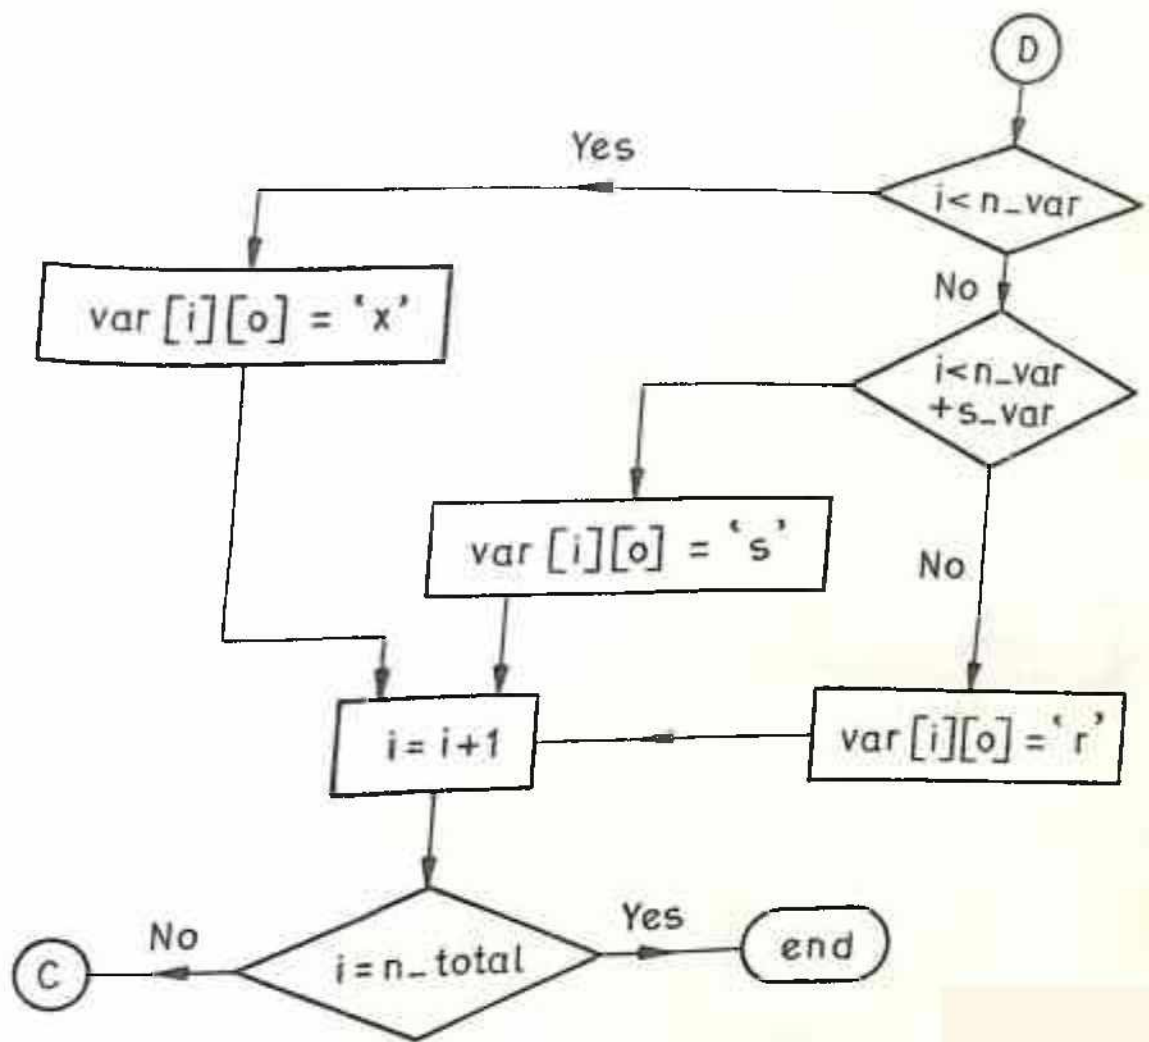 D
Yes
i<n_var
var[i][o] = 'x'
No
i<n_var
+s_var
var[i][o] = 's'
No
i= i+1
var[i][o]='r'
No
Yes
C
i=n_total
end